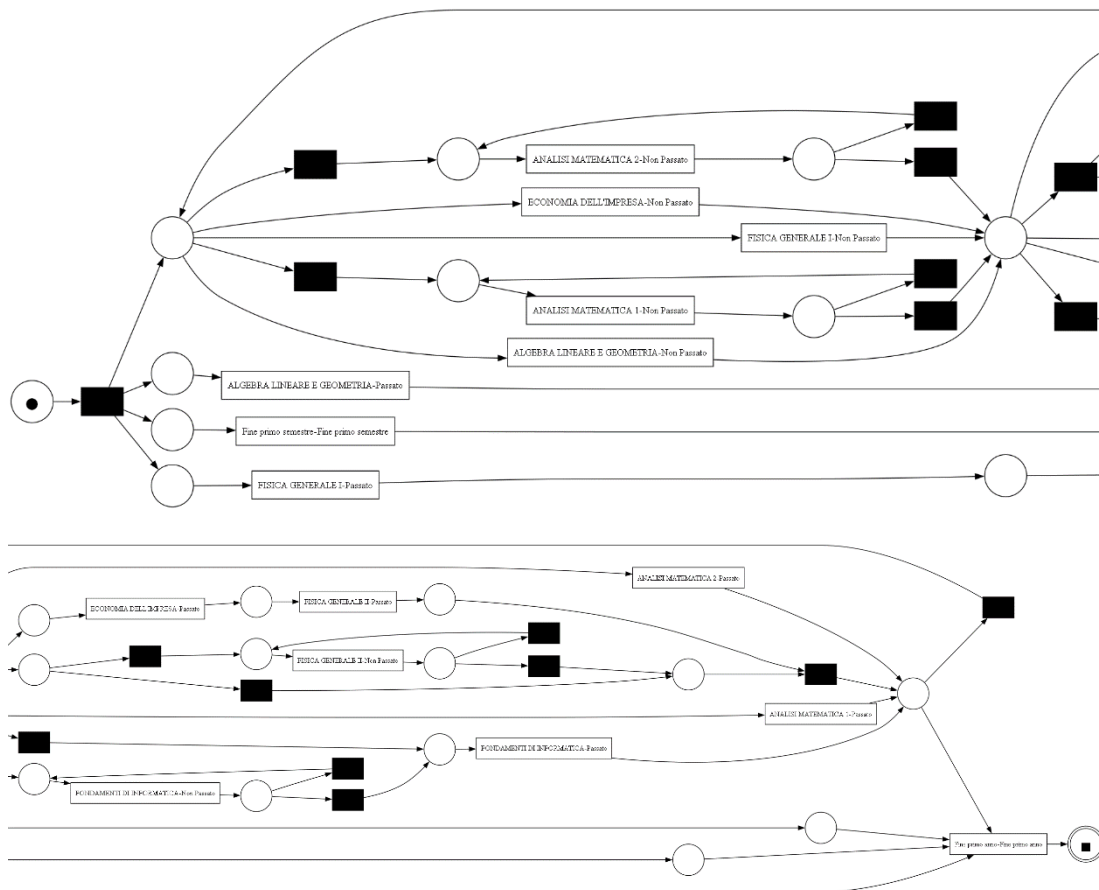 ANALISI MATEMATICA 2-Non Passato
ECONOMIA DELL'IMPRESA-Non Passato
FISICA GENERALE I-Non Passato
ANALISI MATEMATICA 1-Non Passato
ALGEBRA LINEARE E GEOMETRIA-Non Passato
ALGEBRA LINEARE E GEOMETRIA-Passato
Fine primo semestre-Fine primo semestre
FISICA GENERALE I-Passato
ANALISI MATEMATICA 2-Passato
ECONOMIA DELL'IMPRESA-Passato
FISICA GENERALE II-Passato
FISICA GENERALE II-Non Passato
ANALISI MATEMATICA 1-Passato
FONDAMENTI DI INFORMATICA-Passato
FONDAMENTI DI INFORMATICA-Non Passato
Fine primo anno-Fine primo anno